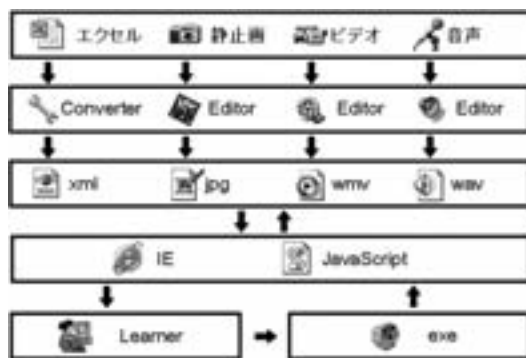 エクセル 静止画 ビデオ 音声
Converter Editor Editor Editor
xml jpg wmv wav
IE JavaScript
Learner exe